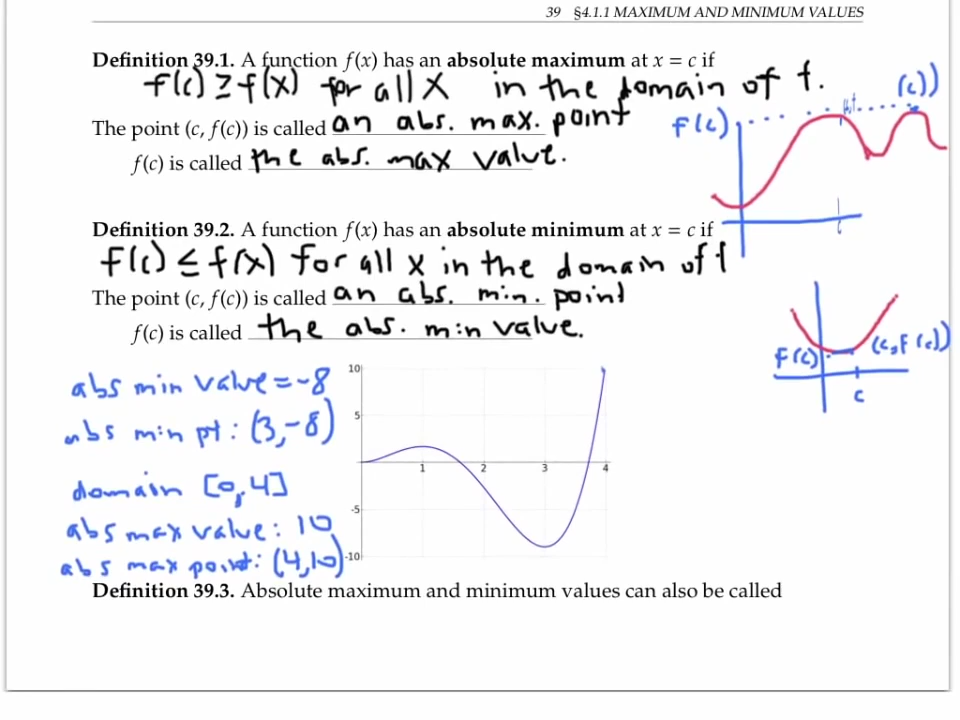 39 §4.1.1 MAXIMUM AND MINIMUM VALUES
Definition 39.1. A function f(x) has an absolute maximum at x = c if
f(c) ≥ f(x) for all x in the domain of f.
The point (c, f(c)) is called an abs. max. point
f(c) is called the abs. max value.
f(c)
pt.
(c))
Definition 39.2. A function f(x) has an absolute minimum at x = c if
f(c) ≤ f(x) for all x in the domain of f
The point (c, f(c)) is called an abs. min. point
f(c) is called the abs. min value.
f(c) (c, f(c))
c
abs min value = -8
abs min pt: (3,-8)
domain [0,4]
abs max value: 10
abs max point: (4,10)
10
5
1 2 3 4
-5
-10
Definition 39.3. Absolute maximum and minimum values can also be called